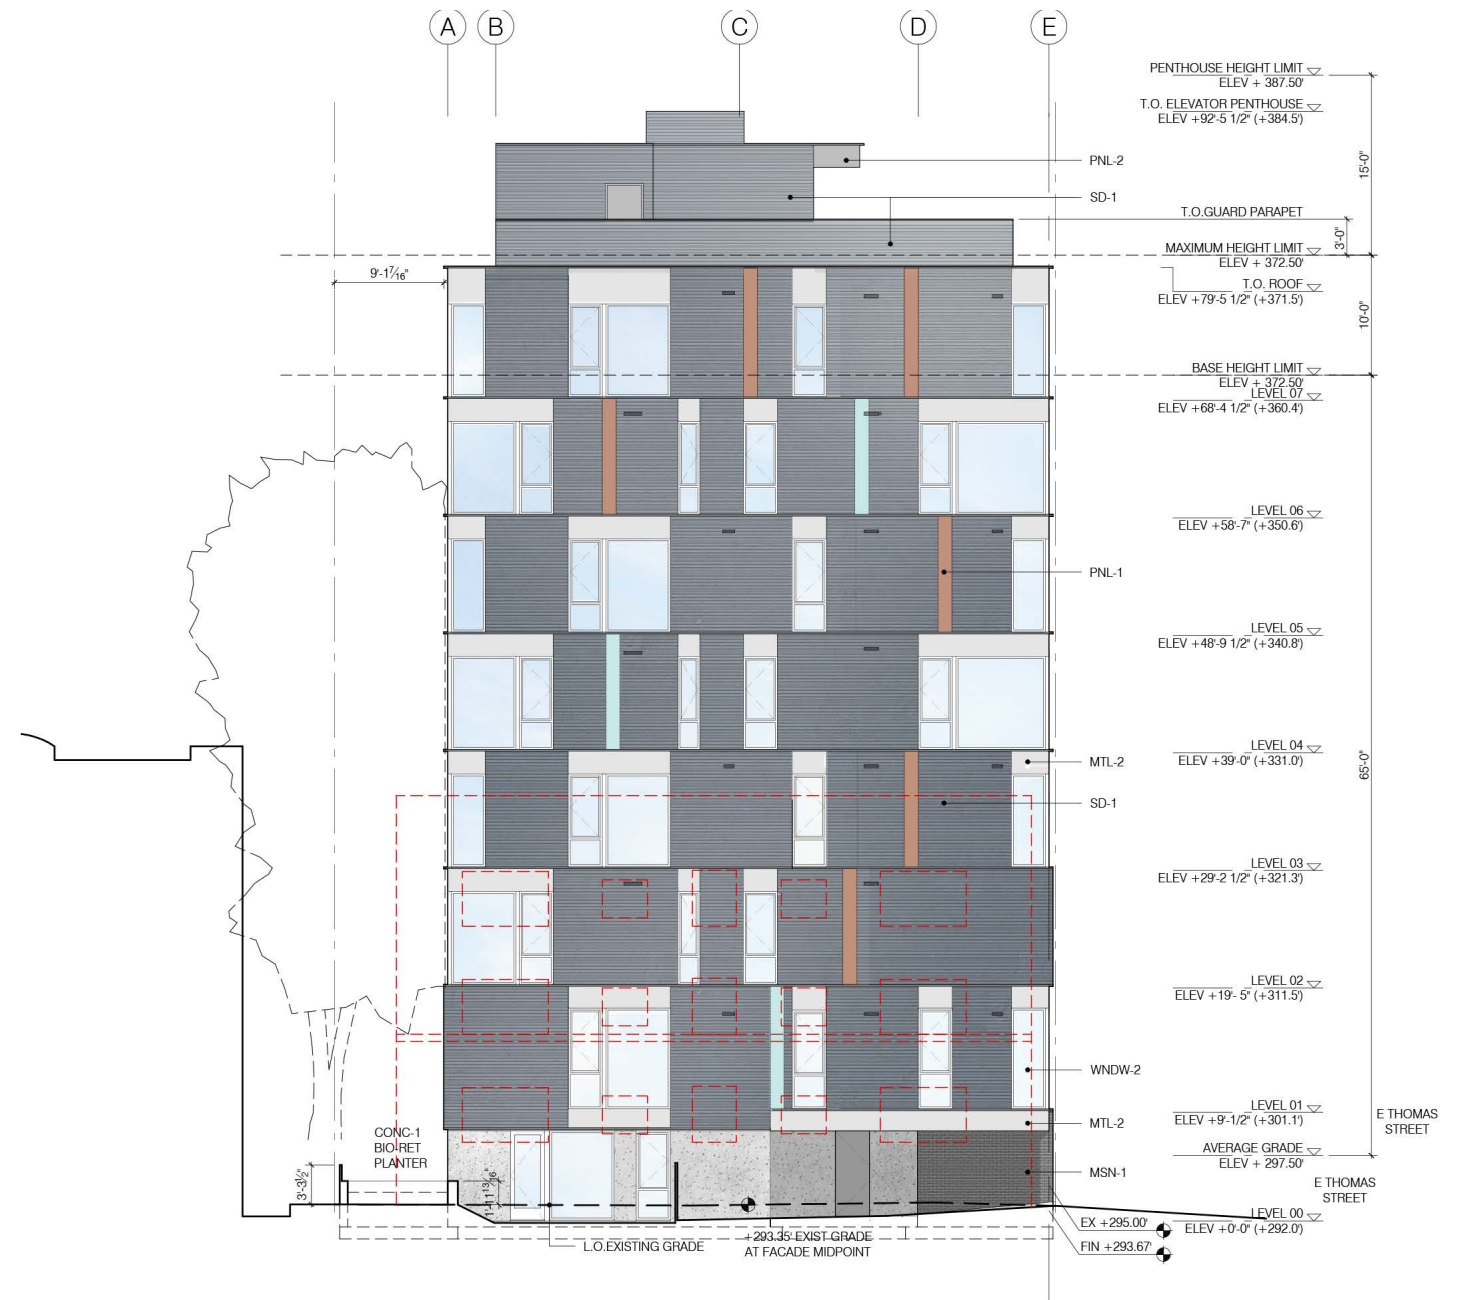 A B C D E
PENTHOUSE HEIGHT LIMIT
ELEV + 387.50'
T.O. ELEVATOR PENTHOUSE
ELEV +92'-5 1/2" (+384.5')
PNL-2
15'-0"
SD-1
T.O.GUARD PARAPET
3'-0"
MAXIMUM HEIGHT LIMIT
ELEV + 372.50'
9'-1 7/16"
T.O. ROOF
ELEV +79'-5 1/2" (+371.5')
10'-0"
BASE HEIGHT LIMIT
ELEV + 372.50'
LEVEL 07
ELEV +68'-4 1/2" (+360.4')
LEVEL 06
ELEV +58'-7" (+350.6')
PNL-1
LEVEL 05
ELEV +48'-9 1/2" (+340.8')
LEVEL 04
ELEV +39'-0" (+331.0')
MTL-2
65'-0"
SD-1
LEVEL 03
ELEV +29'-2 1/2" (+321.3')
LEVEL 02
ELEV +19'- 5" (+311.5')
WNDW-2
LEVEL 01
ELEV +9'-1/2" (+301.1')
MTL-2
E THOMAS
STREET
CONC-1
BIO-RET
PLANTER
AVERAGE GRADE
ELEV + 297.50'
MSN-1
3'-3 1/2"
1'-11 13/16"
E THOMAS
STREET
LEVEL 00
ELEV +0'-0" (+292.0')
EX +295.00'
FIN +293.67'
L.O.EXISTING GRADE
+293.35' EXIST GRADE
AT FACADE MIDPOINT